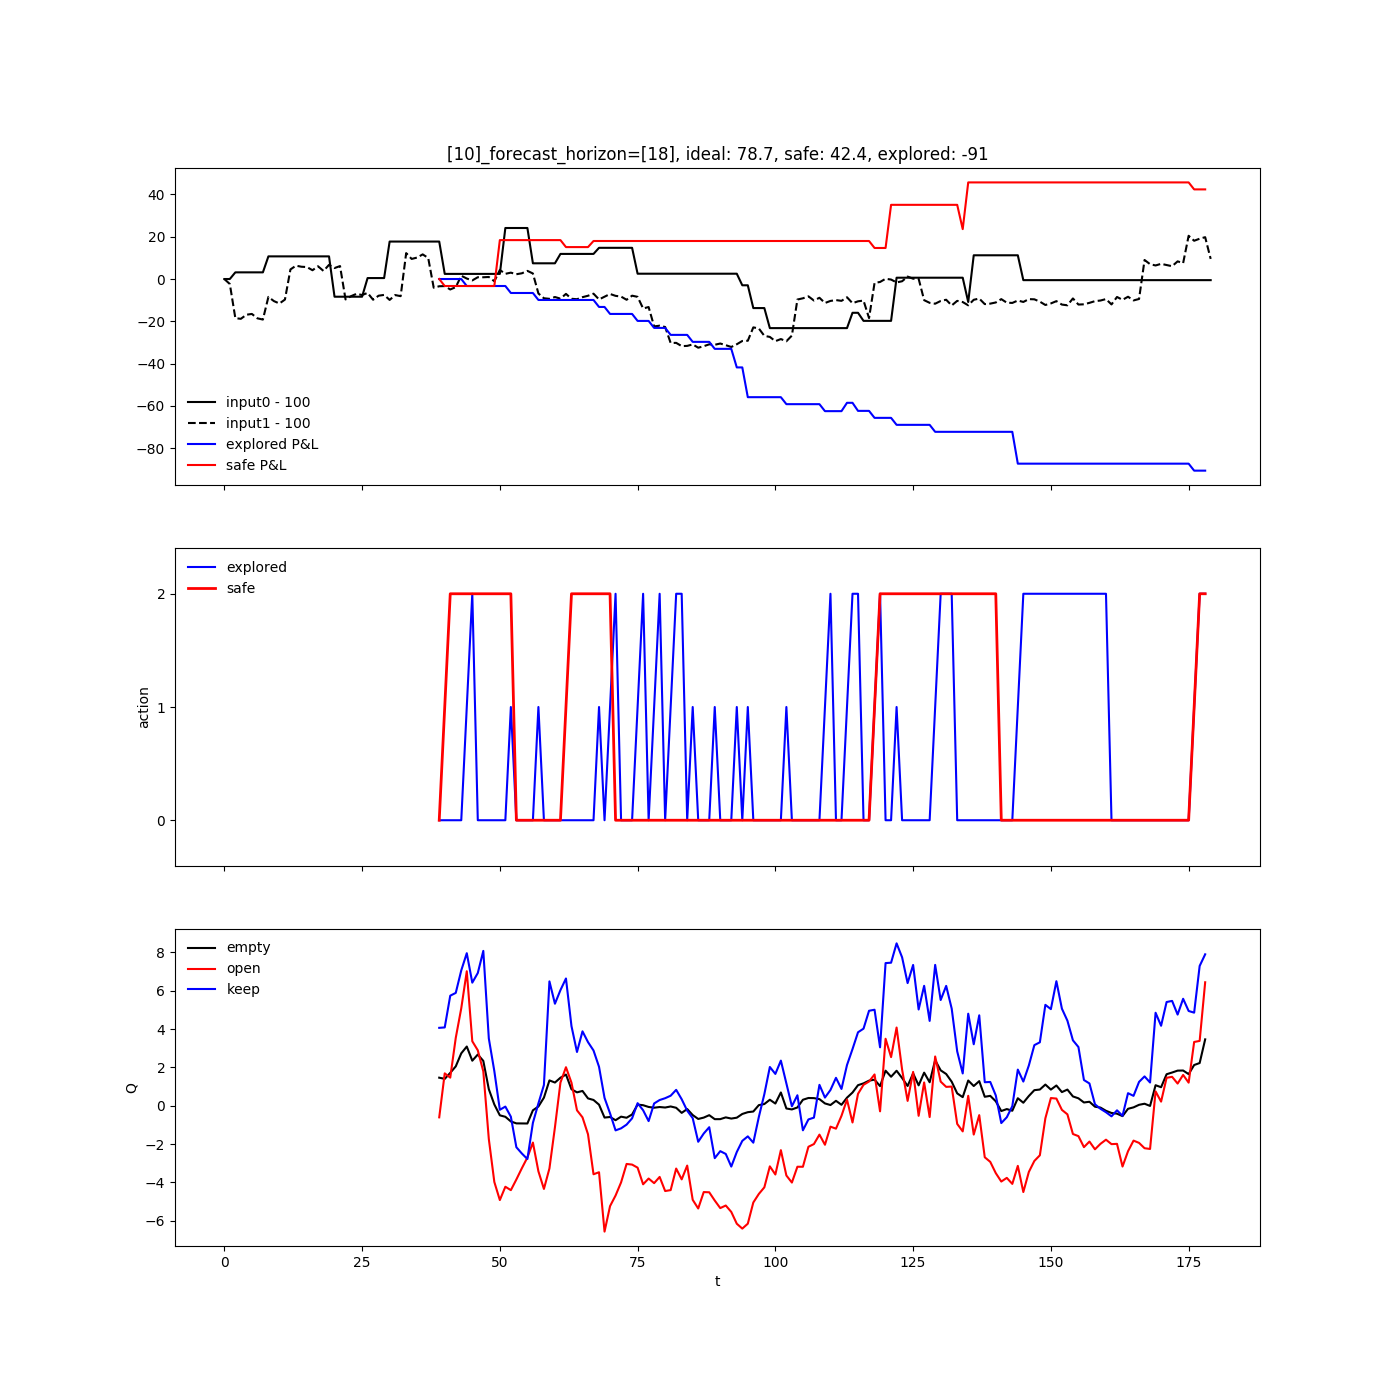 [10]_forecast_horizon=[18], ideal: 78.7, safe: 42.4, explored: -91
40
20
0
−20
−40
−60
−80
input0 - 100
input1 - 100
explored P&L
safe P&L
explored
safe
2
1
0
action
empty
open
keep
8
6
4
2
0
−2
−4
−6
Q
0 25 50 75 100 125 150 175
t